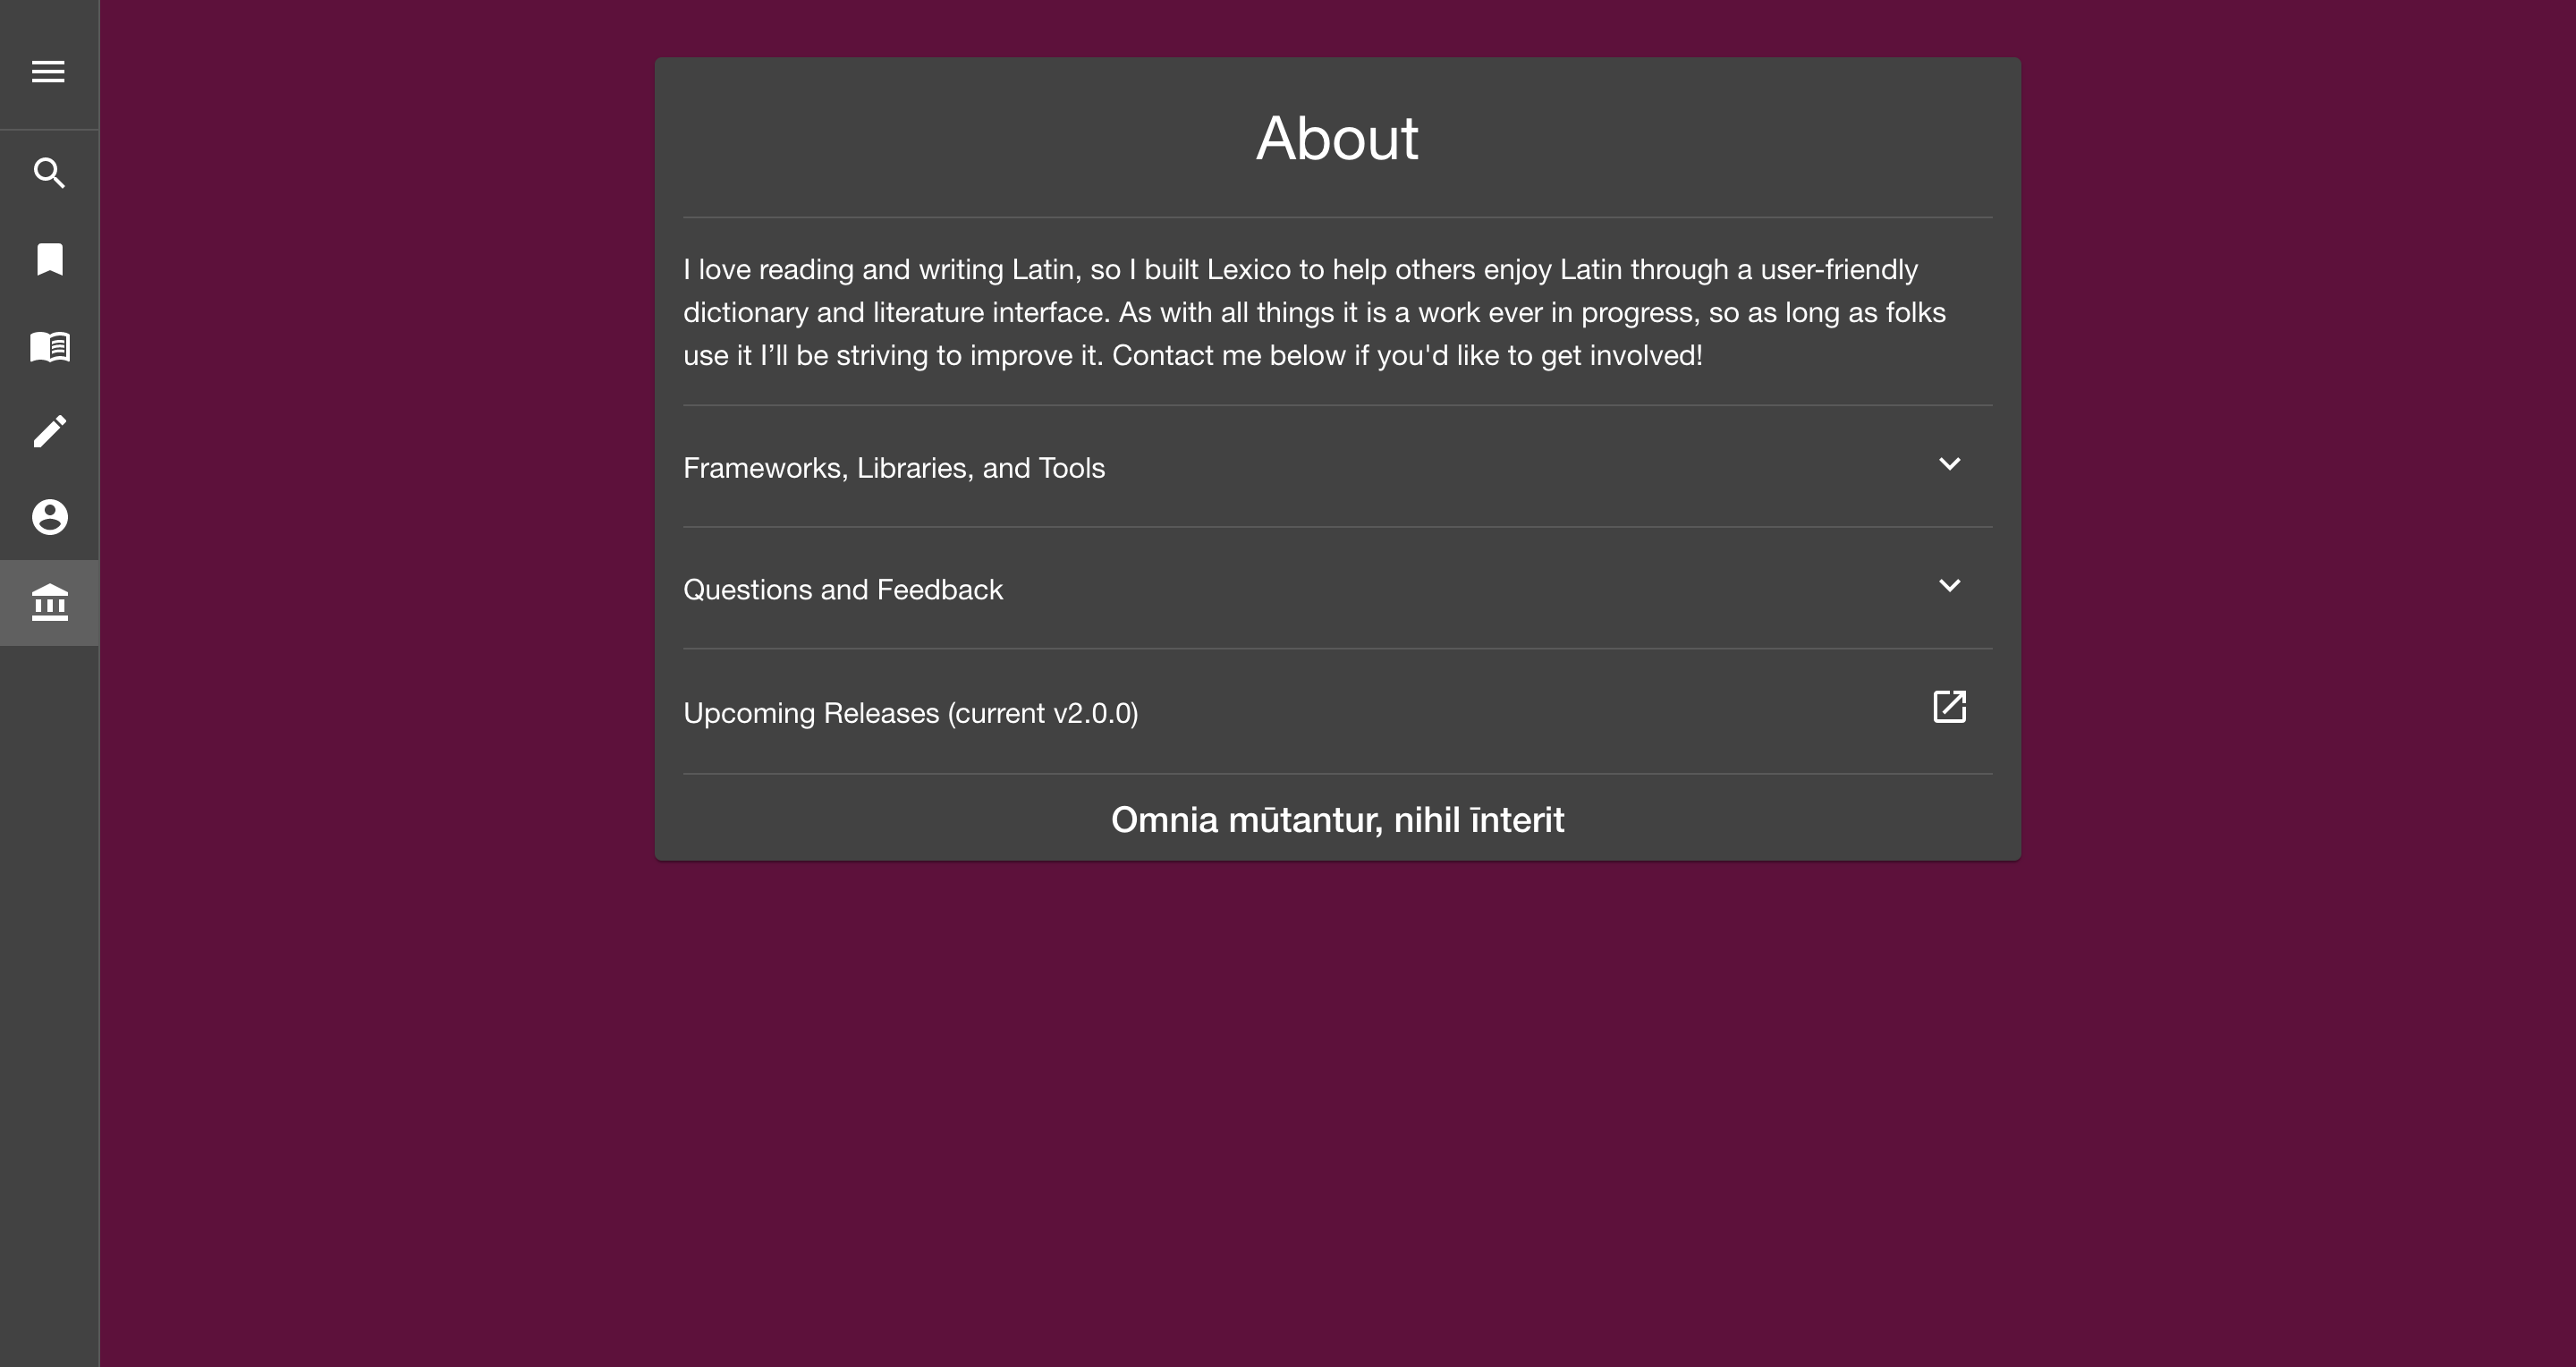 About
I love reading and writing Latin, so I built Lexico to help others enjoy Latin through a user-friendly
dictionary and literature interface. As with all things it is a work ever in progress, so as long as folks
use it I’ll be striving to improve it. Contact me below if you'd like to get involved!
Frameworks, Libraries, and Tools
Questions and Feedback
Upcoming Releases (current v2.0.0)
Omnia mūtantur, nihil īnterit